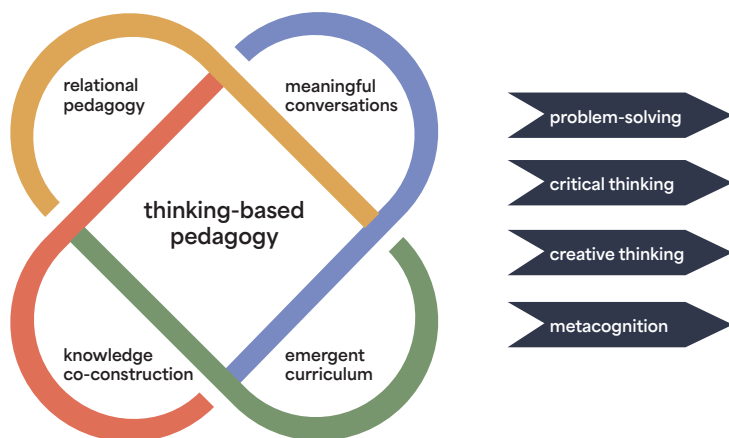 relational
pedagogy
meaningful
conversations
thinking-based
pedagogy
knowledge
co-construction
emergent
curriculum
problem-solving
critical thinking
creative thinking
metacognition